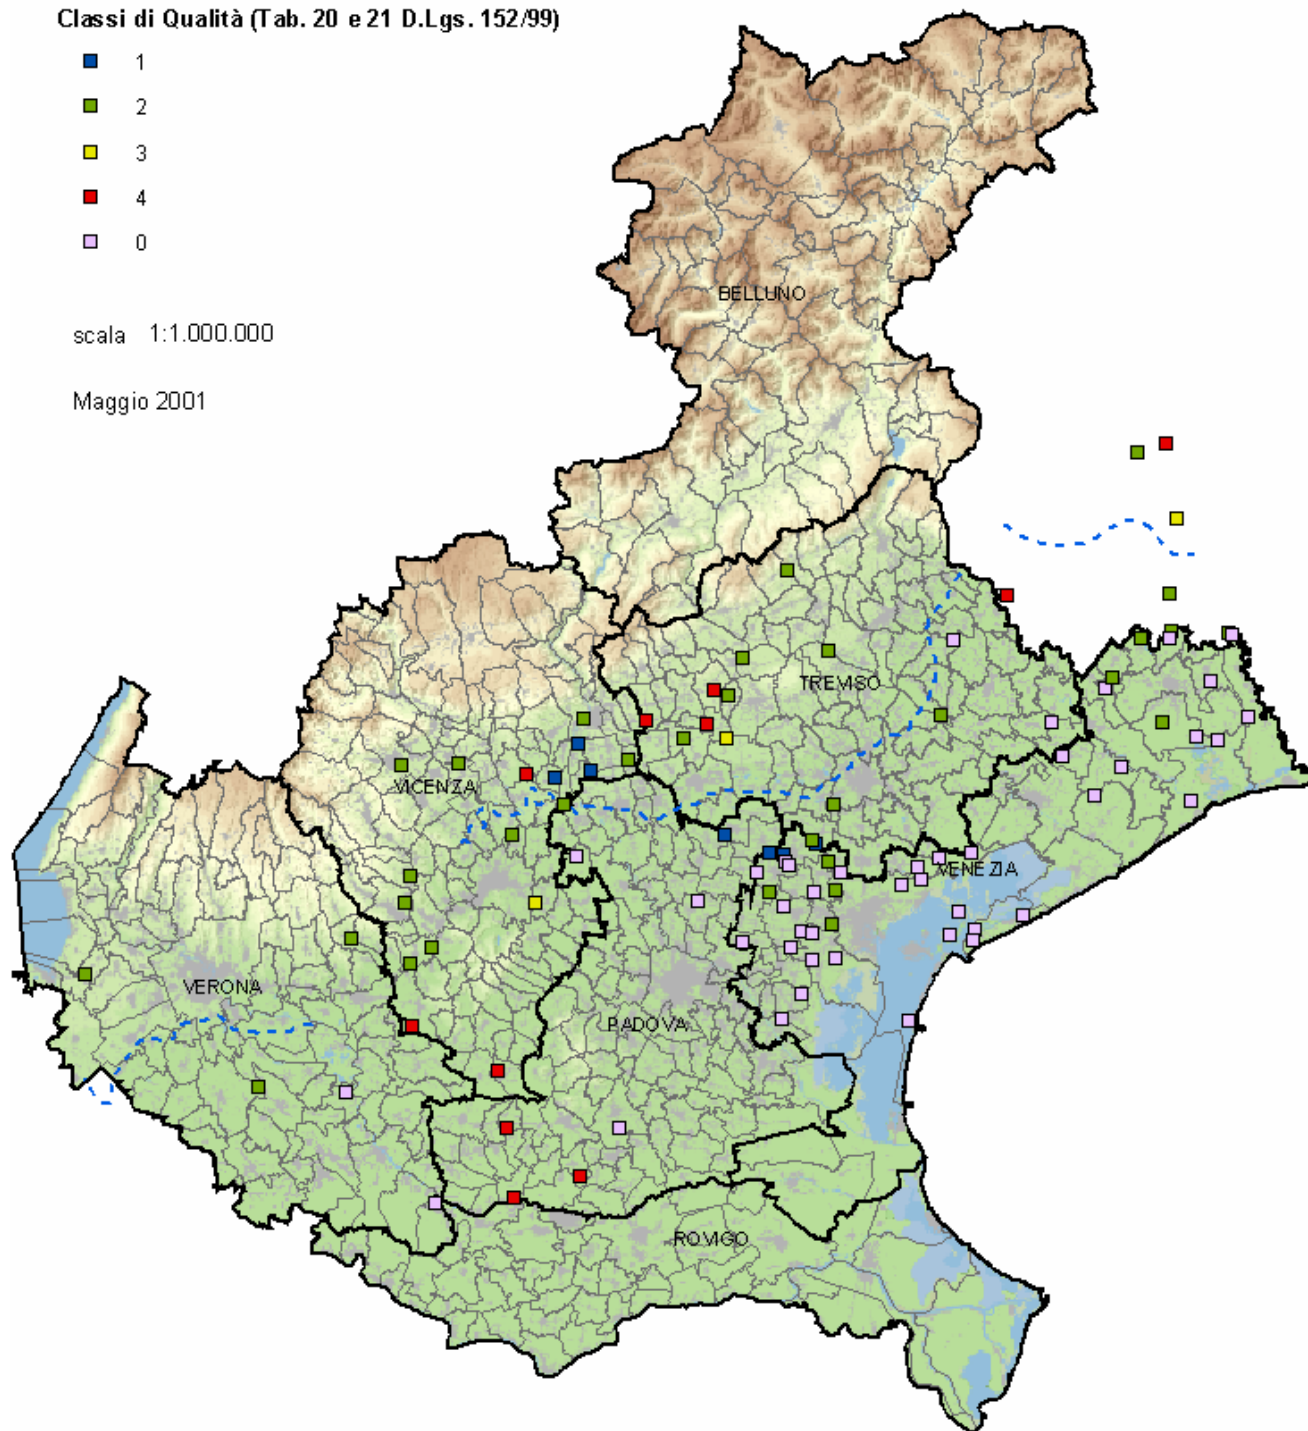 Classi di Qualità (Tab. 20 e 21 D.Lgs. 152/99)
1
2
3
4
0
scala 1:1.000.000
Maggio 2001
BELLUNO
TREVISO
VICENZA
VENEZIA
VERONA
PADOVA
ROVIGO